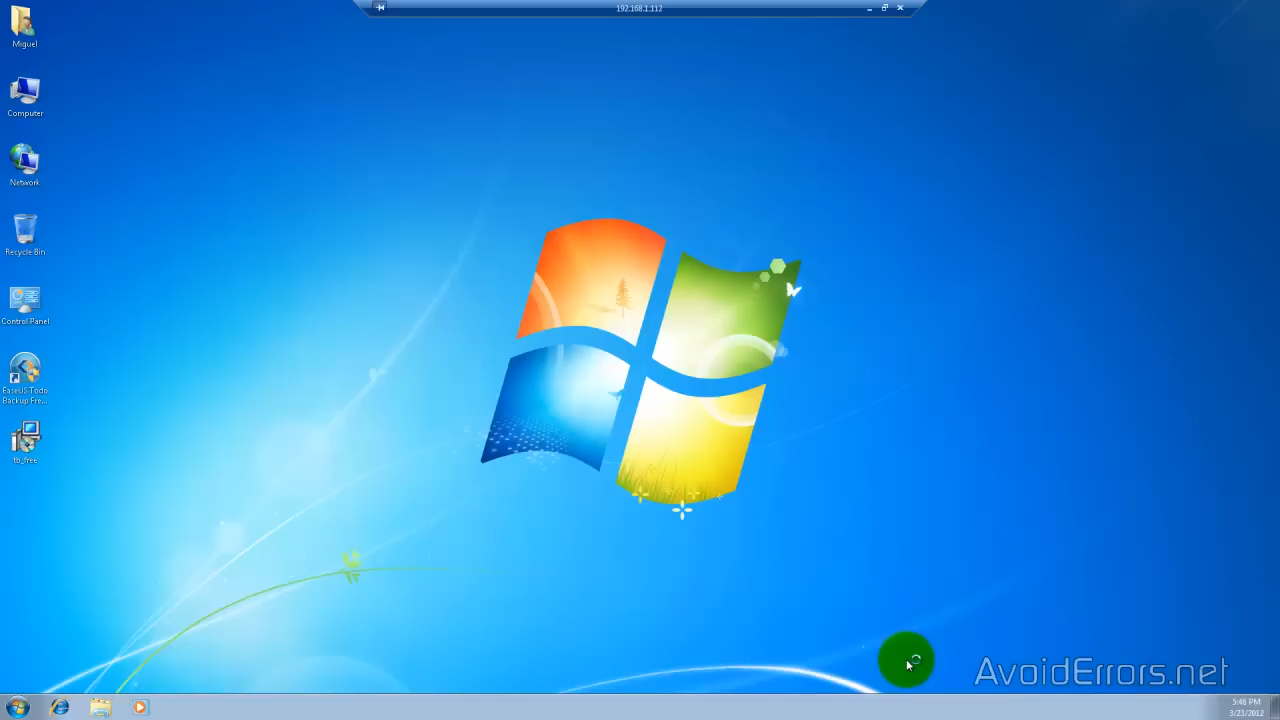 192.168.1.112
Miguel
Computer
Network
Recycle Bin
Control Panel
EaseUS Todo
Backup Fre...
tb_free
AvoidErrors.net
5:48 PM
3/23/2012